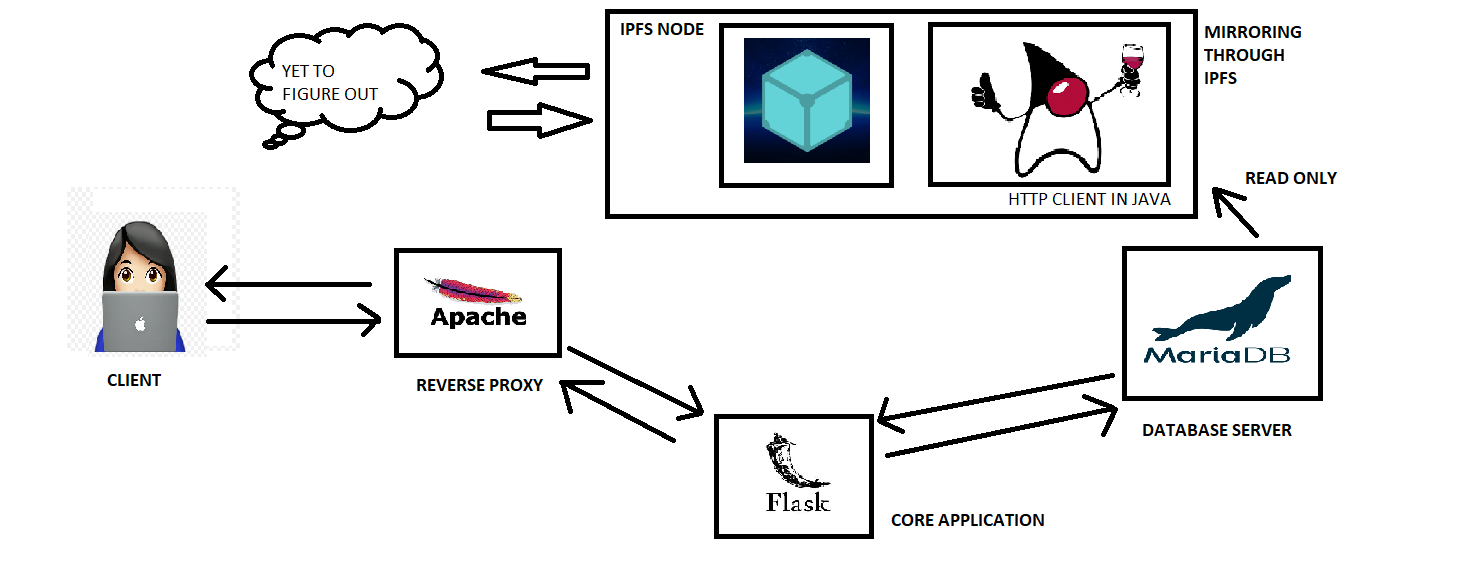 YET TO
FIGURE OUT
IPFS NODE
MIRRORING
THROUGH
IPFS
HTTP CLIENT IN JAVA
READ ONLY
CLIENT
Apache
REVERSE PROXY
MariaDB
DATABASE SERVER
Flask
CORE APPLICATION